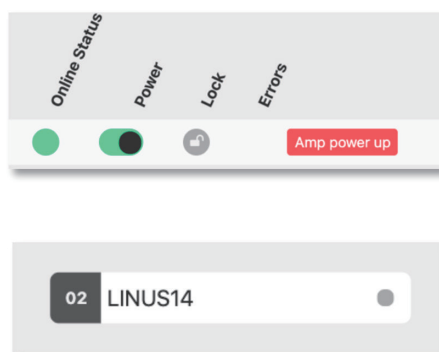 Online Status
Power
Lock
Errors
Amp power up
02 LINUS14